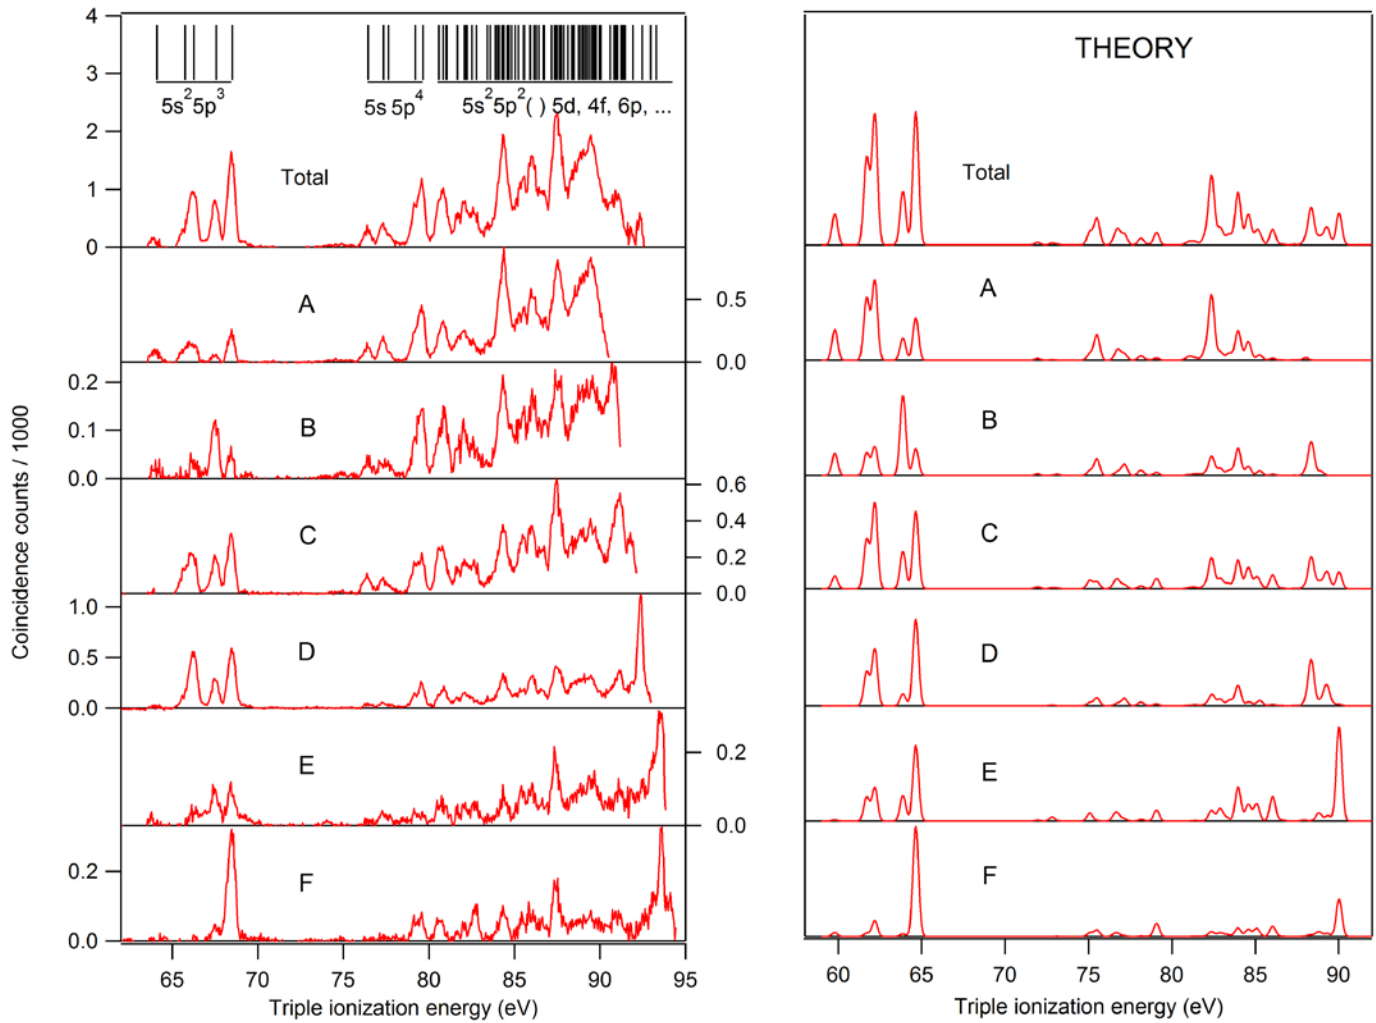 4
3
2
1
0
5s²5p³
5s 5p⁴
5s²5p²( ) 5d, 4f, 6p, ...
Total
A
0.5
0.0
B
0.2
0.1
0.0
C
0.6
0.4
0.2
0.0
D
1.0
0.5
0.0
E
0.2
0.0
F
0.2
0.0
65 70 75 80 85 90 95
Triple ionization energy (eV)
Coincidence counts / 1000
THEORY
Total
A
B
C
D
E
F
60 65 70 75 80 85 90
Triple ionization energy (eV)